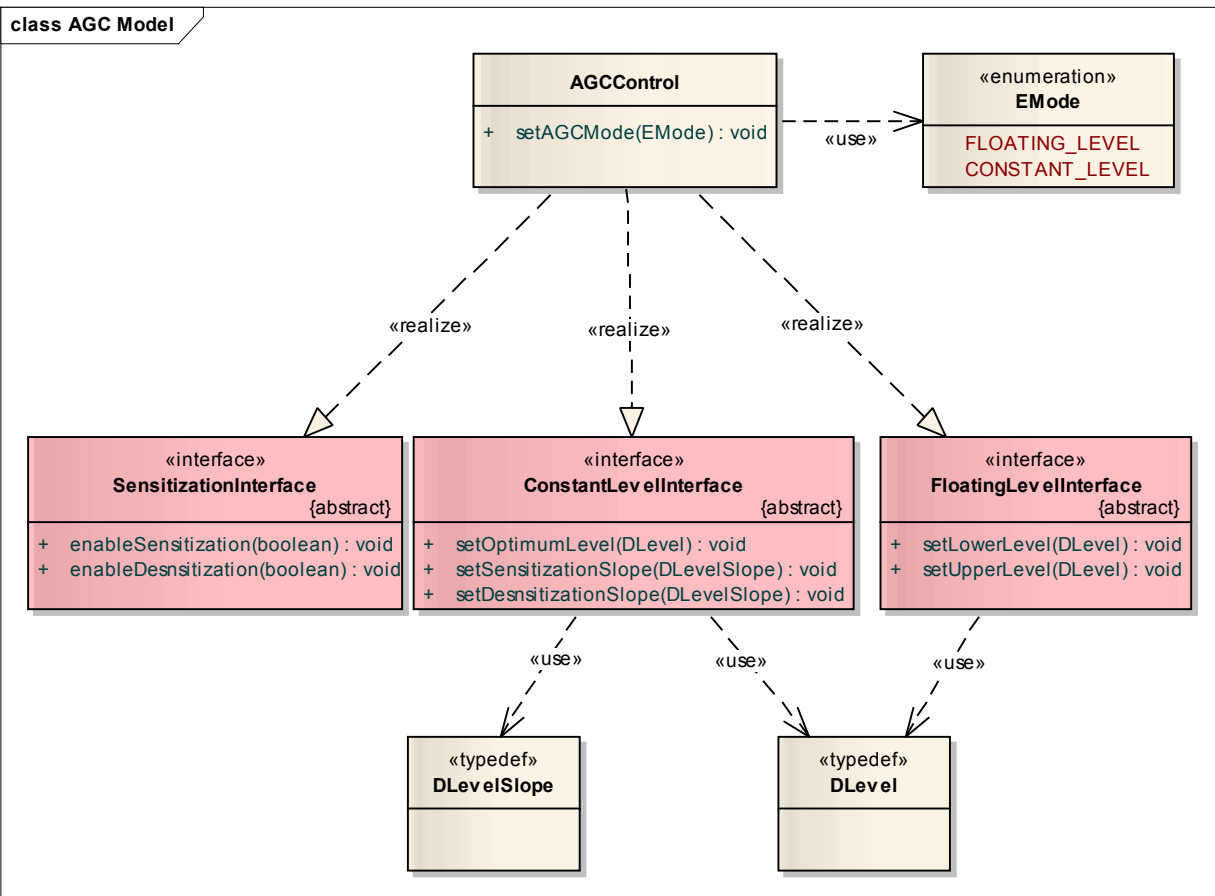 class AGC Model
AGCControl
+ setAGCMode(EMode) : void
«enumeration»
EMode
FLOATING_LEVEL
CONSTANT_LEVEL
«use»
«realize»
«realize»
«realize»
«interface»
SensitizationInterface
{abstract}
+ enableSensitization(boolean) : void
+ enableDesnsitization(boolean) : void
«interface»
ConstantLevelInterface
{abstract}
+ setOptimumLevel(DLevel) : void
+ setSensitizationSlope(DLevelSlope) : void
+ setDesnsitizationSlope(DLevelSlope) : void
«interface»
FloatingLevelInterface
{abstract}
+ setLowerLevel(DLevel) : void
+ setUpperLevel(DLevel) : void
«use»
«use»
«use»
«typedef»
DLevelSlope
«typedef»
DLevel